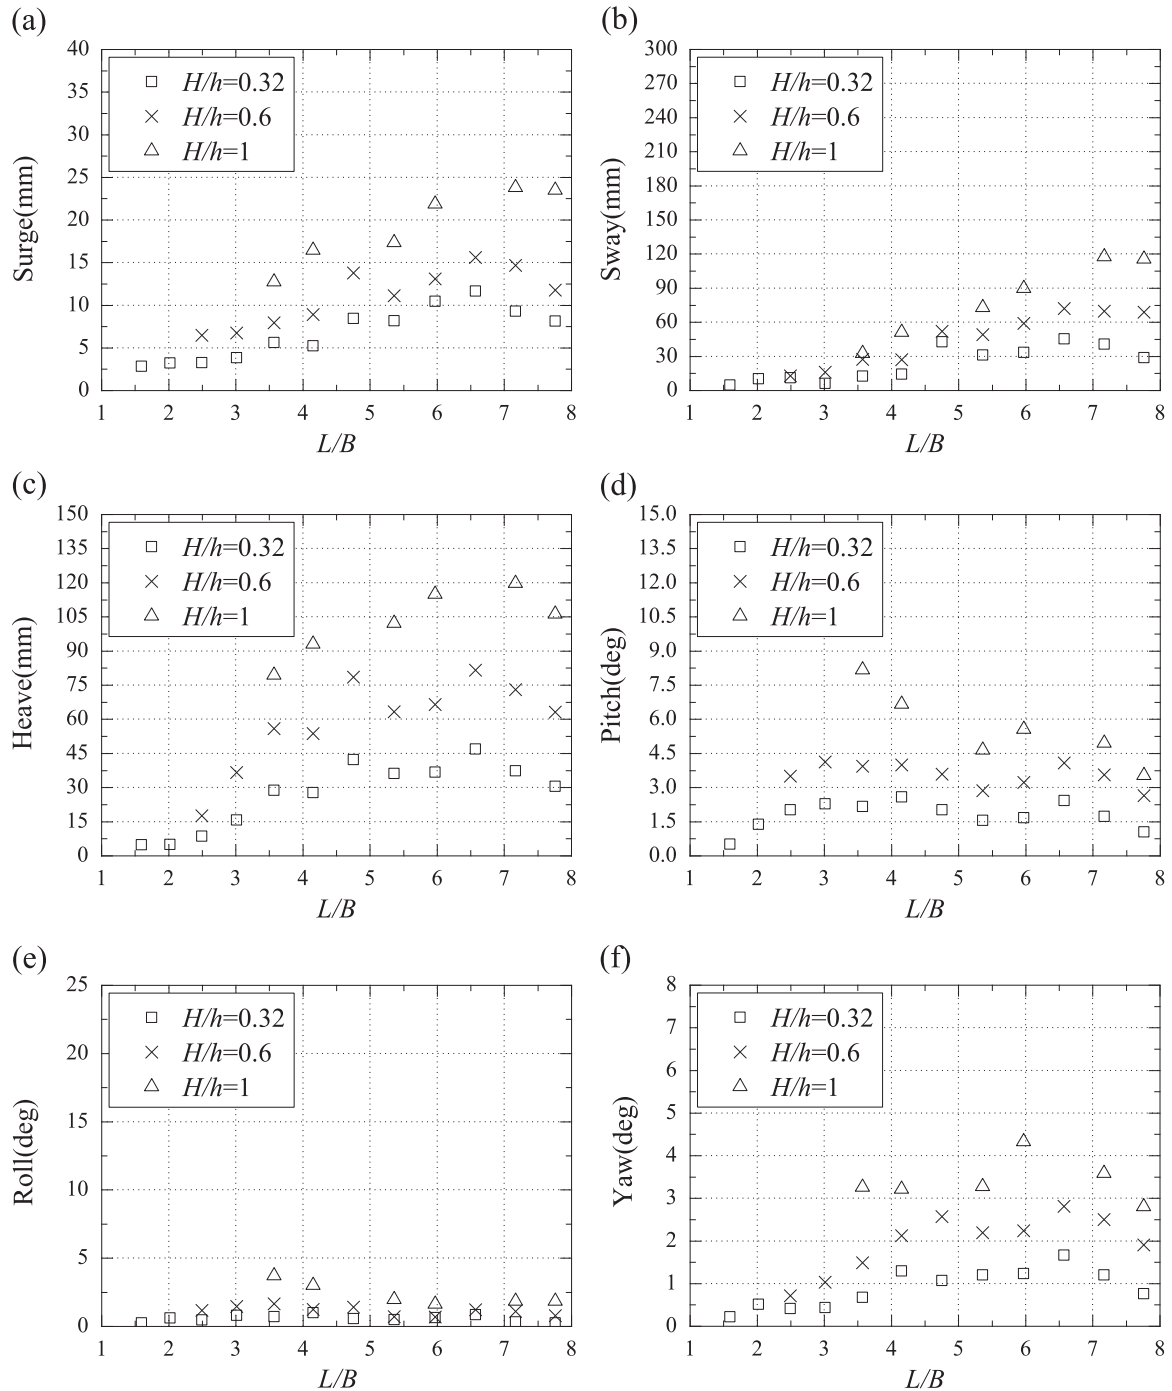 (a)
40
35
30
25
20
15
10
5
0
Surge(mm)
H/h=0.32
H/h=0.6
H/h=1
1 2 3 4 5 6 7 8
L/B
(b)
300
270
240
210
180
150
120
90
60
30
0
Sway(mm)
H/h=0.32
H/h=0.6
H/h=1
1 2 3 4 5 6 7 8
L/B
(c)
150
135
120
105
90
75
60
45
30
15
0
Heave(mm)
H/h=0.32
H/h=0.6
H/h=1
1 2 3 4 5 6 7 8
L/B
(d)
15.0
13.5
12.0
10.5
9.0
7.5
6.0
4.5
3.0
1.5
0.0
Pitch(deg)
H/h=0.32
H/h=0.6
H/h=1
1 2 3 4 5 6 7 8
L/B
(e)
25
20
15
10
5
0
Roll(deg)
H/h=0.32
H/h=0.6
H/h=1
1 2 3 4 5 6 7 8
L/B
(f)
8
7
6
5
4
3
2
1
0
Yaw(deg)
H/h=0.32
H/h=0.6
H/h=1
1 2 3 4 5 6 7 8
L/B